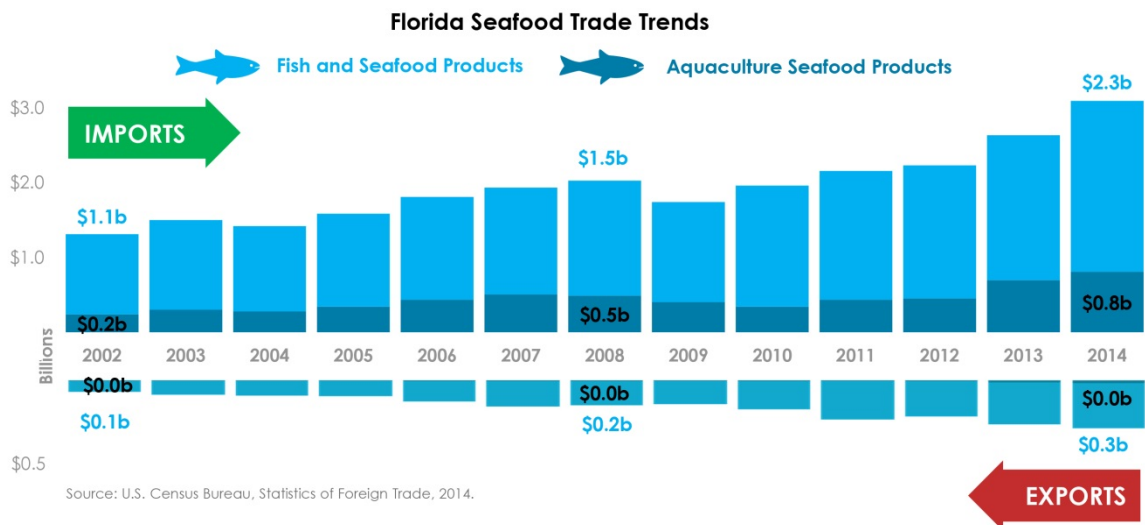 Florida Seafood Trade Trends
Fish and Seafood Products
Aquaculture Seafood Products
$3.0
$2.0
$1.0
Billions
IMPORTS
$1.1b
$1.5b
$2.3b
$0.2b
$0.5b
$0.8b
2002 2003 2004 2005 2006 2007 2008 2009 2010 2011 2012 2013 2014
$0.0b
$0.0b
$0.0b
$0.1b
$0.2b
$0.3b
$0.5
Source: U.S. Census Bureau, Statistics of Foreign Trade, 2014.
EXPORTS